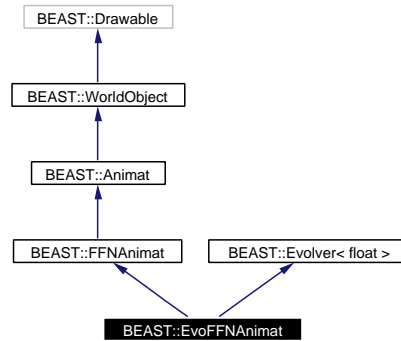 BEAST::Drawable
BEAST::WorldObject
BEAST::Animat
BEAST::FFNAnimat
BEAST::Evolver< float >
BEAST::EvoFFNAnimat